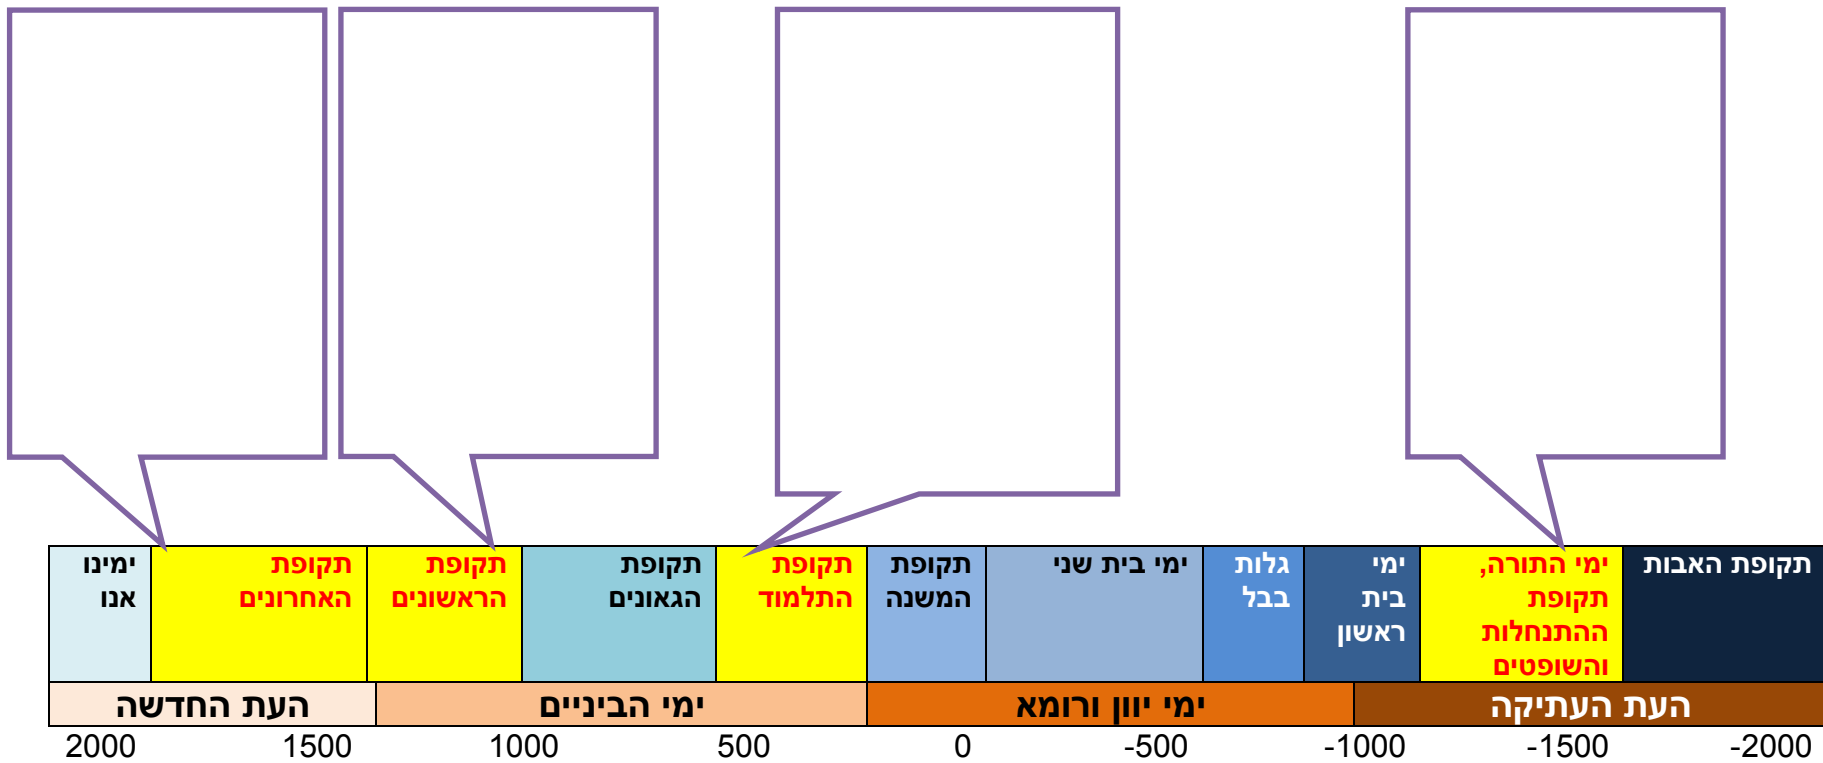 תקופת האבות
ימי התורה,
תקופת
ההתנחלות
והשופטים
ימי
בית
ראשון
גלות
בבל
ימי בית שני
תקופת
המשנה
תקופת
התלמוד
תקופת
הגאונים
תקופת
הראשונים
תקופת
האחרונים
ימינו
אנו
העת העתיקה
ימי יוון ורומא
ימי הביניים
העת החדשה
-2000
-1500
-1000
-500
0
500
1000
1500
2000